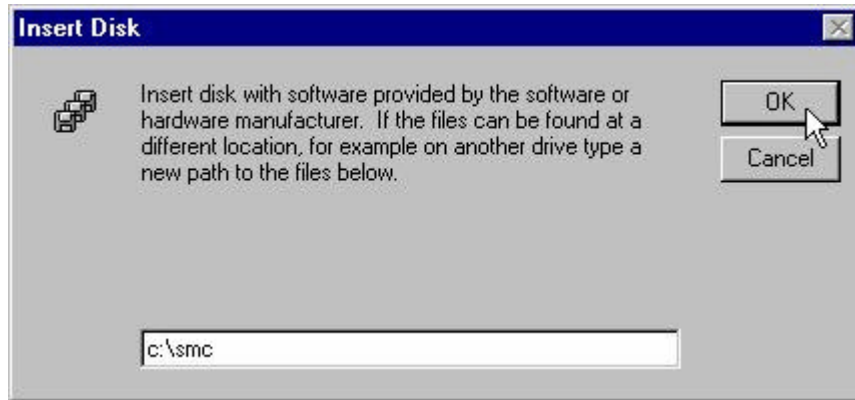 Insert Disk
Insert disk with software provided by the software or
hardware manufacturer.  If the files can be found at a
different location, for example on another drive type a
new path to the files below.
OK
Cancel
c:\smc